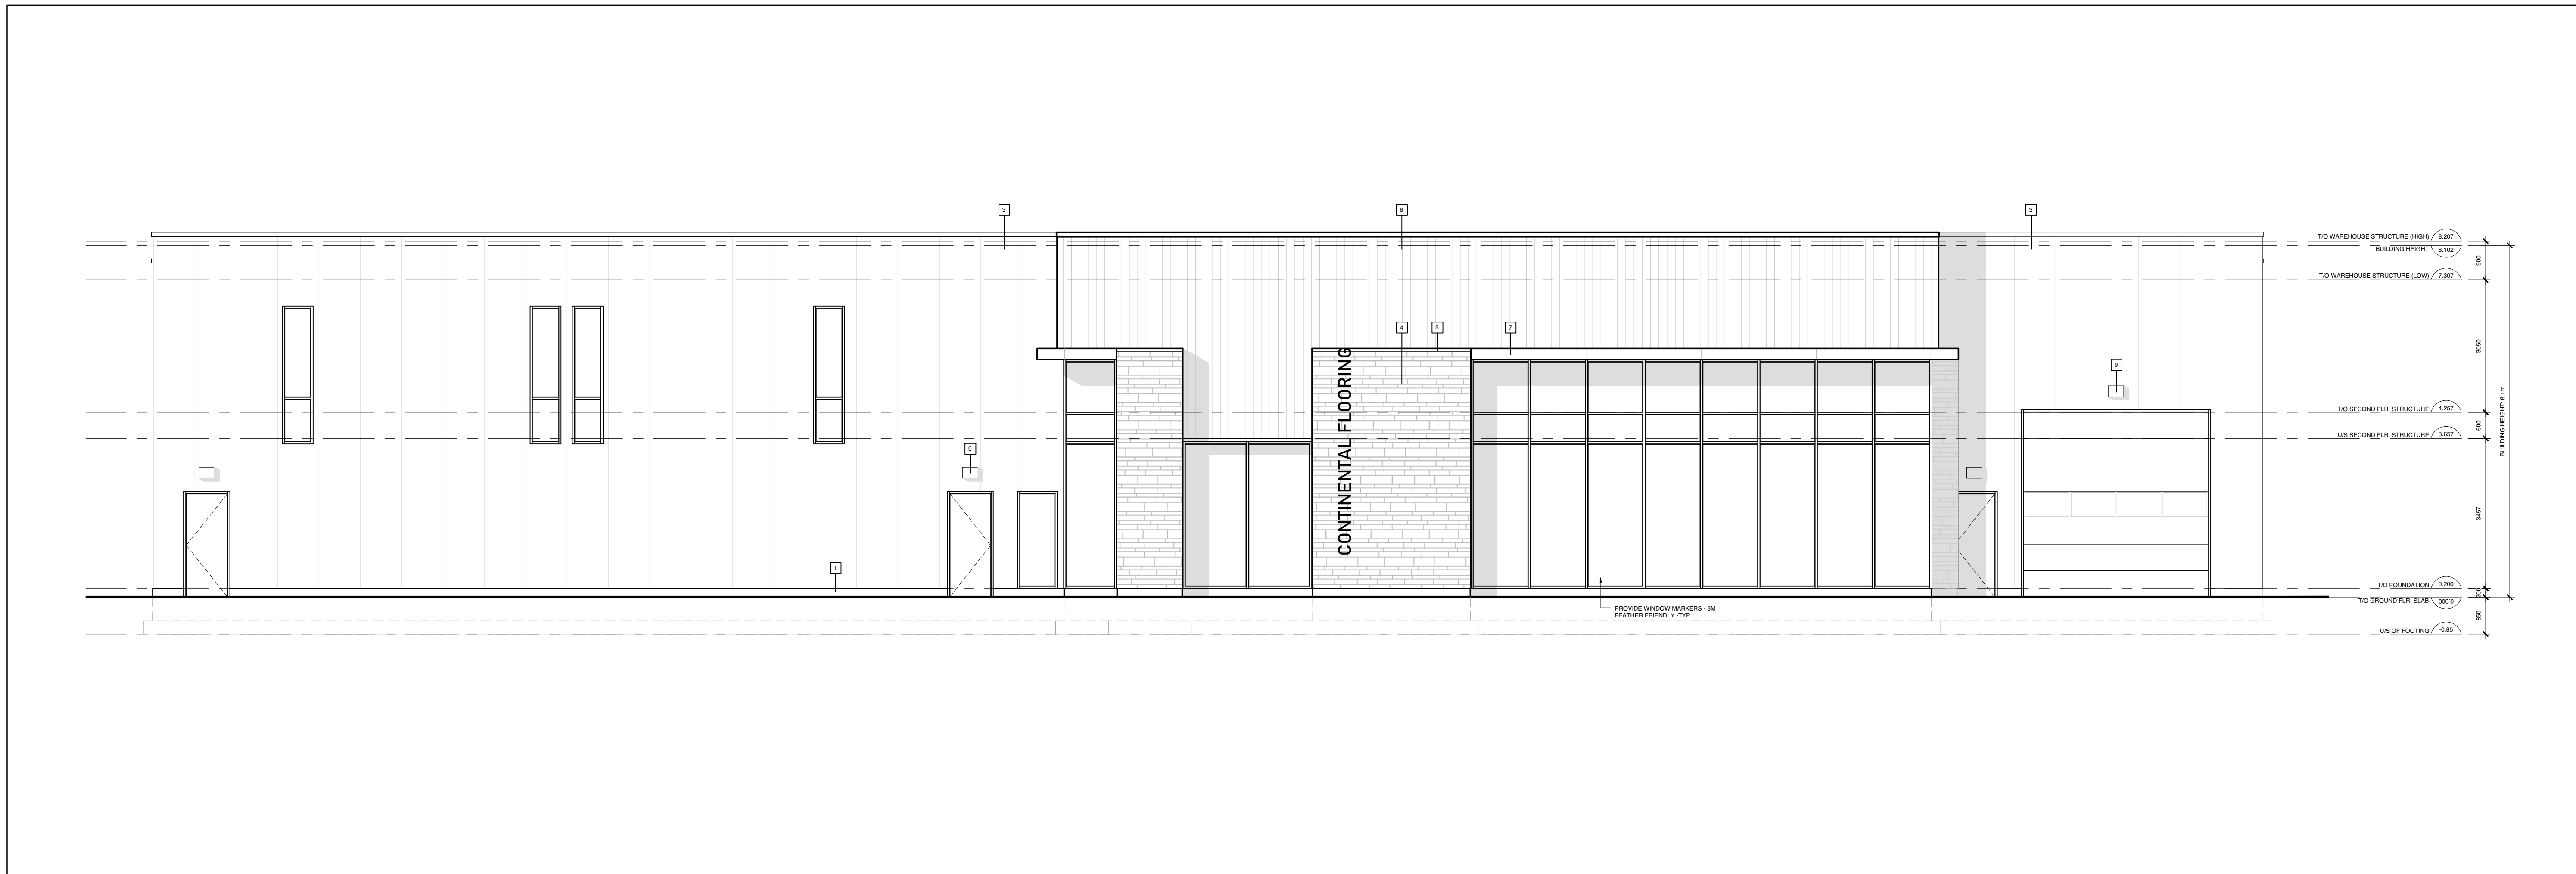 3
8
3
T/O WAREHOUSE STRUCTURE (HIGH) 8.207
BUILDING HEIGHT 8.102
900
T/O WAREHOUSE STRUCTURE (LOW) 7.307
4
5
7
3050
9
BUILDING HEIGHT: 8.1m
T/O SECOND FLR. STRUCTURE 4.257
600
U/S SECOND FLR. STRUCTURE 3.657
CONTINENTAL FLOORING
9
3457
1
T/O FOUNDATION 0.200
200
T/O GROUND FLR. SLAB 0.000
PROVIDE WINDOW MARKERS - 3M
FEATHER FRIENDLY -TYP.
850
U/S OF FOOTING -0.85